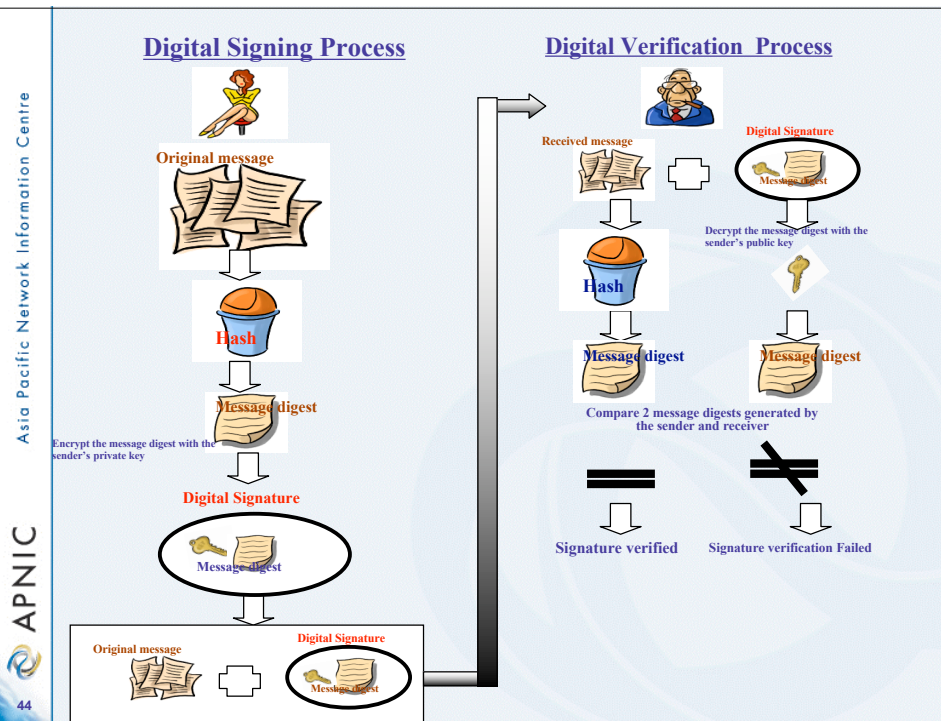 Asia Pacific Network Information Centre
APNIC
44
Digital Signing Process
Original message
Hash
Message digest
Encrypt the message digest with the
sender's private key
Digital Signature
Message digest
Original message
Digital Signature
Message digest
Digital Verification Process
Received message
Digital Signature
Message digest
Decrypt the message digest with the
sender's public key
Hash
Message digest
Message digest
Compare 2 message digests generated by
the sender and receiver
Signature verified
Signature verification Failed